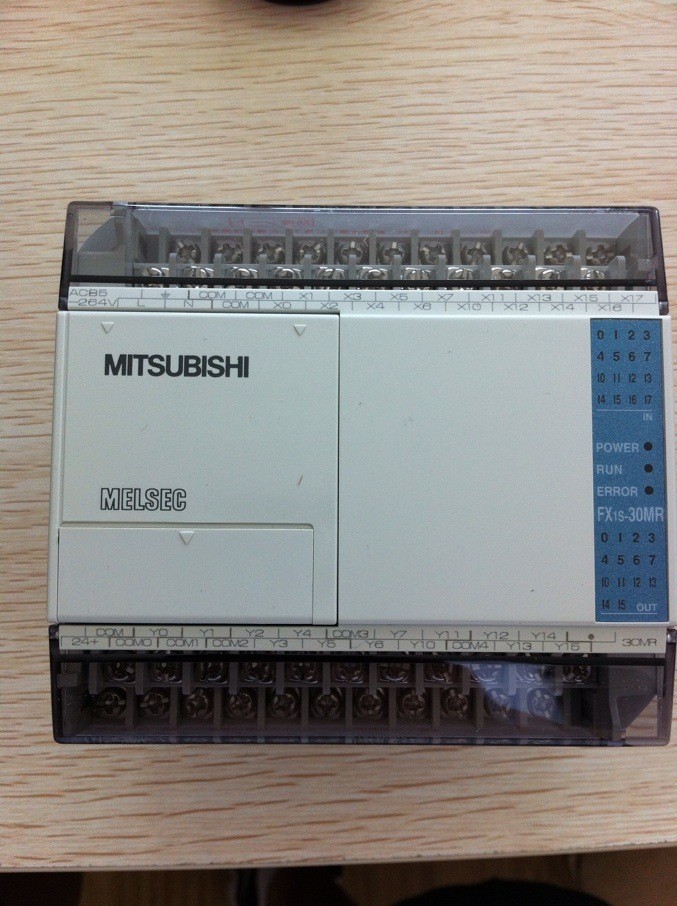 AC85 ⏚ COM COM X1 X3 X5 X7 X11 X13 X15 X17
-264V L N COM X0 X2 X4 X6 X10 X12 X14 X16
MITSUBISHI
MELSEC
0 1 2 3
4 5 6 7
10 11 12 13
14 15 16 17
IN
POWER
RUN
ERROR
FX1S-30MR
0 1 2 3
4 5 6 7
10 11 12 13
14 15 OUT
COM Y0 Y1 Y2 Y4 COM3 Y7 Y11 Y12 Y14 •
24+ COM0 COM1 COM2 Y3 Y5 Y6 Y10 COM4 Y13 Y15 30MR